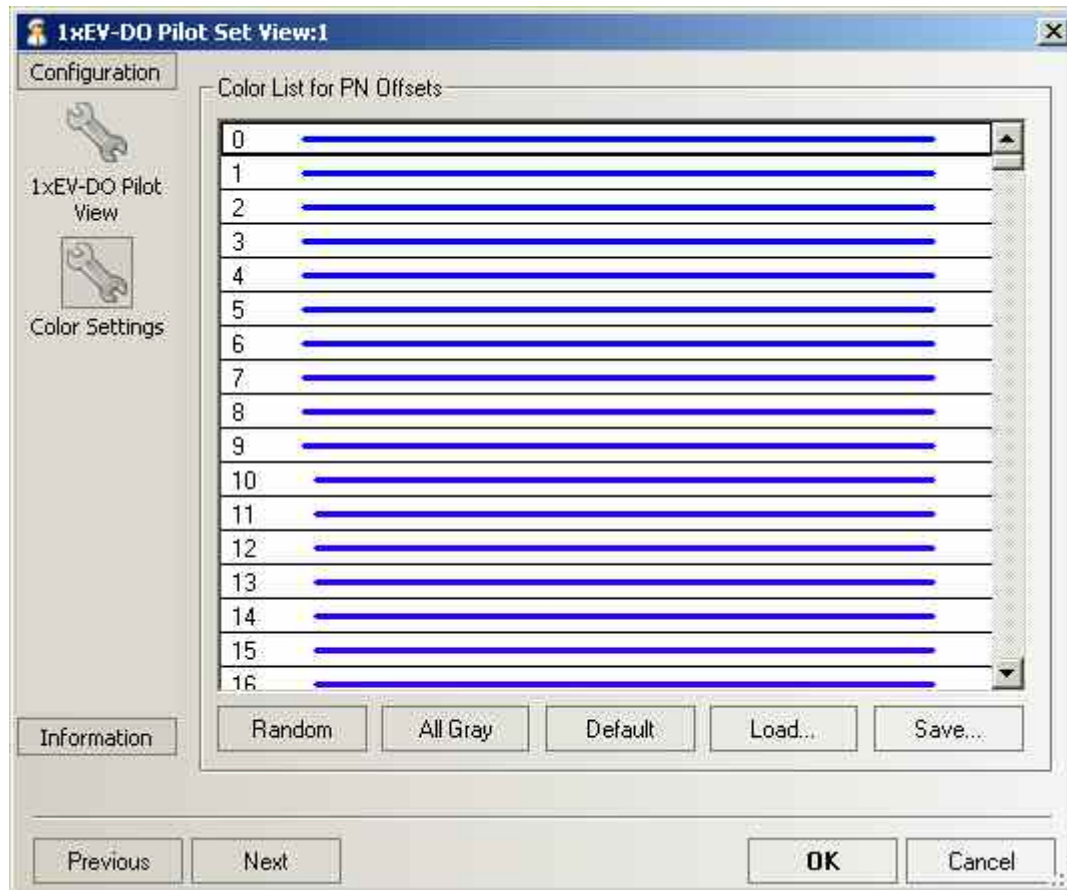 1xEV-DO Pilot Set View:1
Configuration
1xEV-DO Pilot
View
Color Settings
Information
Color List for PN Offsets
0
1
2
3
4
5
6
7
8
9
10
11
12
13
14
15
16
Random
All Gray
Default
Load...
Save...
Previous
Next
OK
Cancel